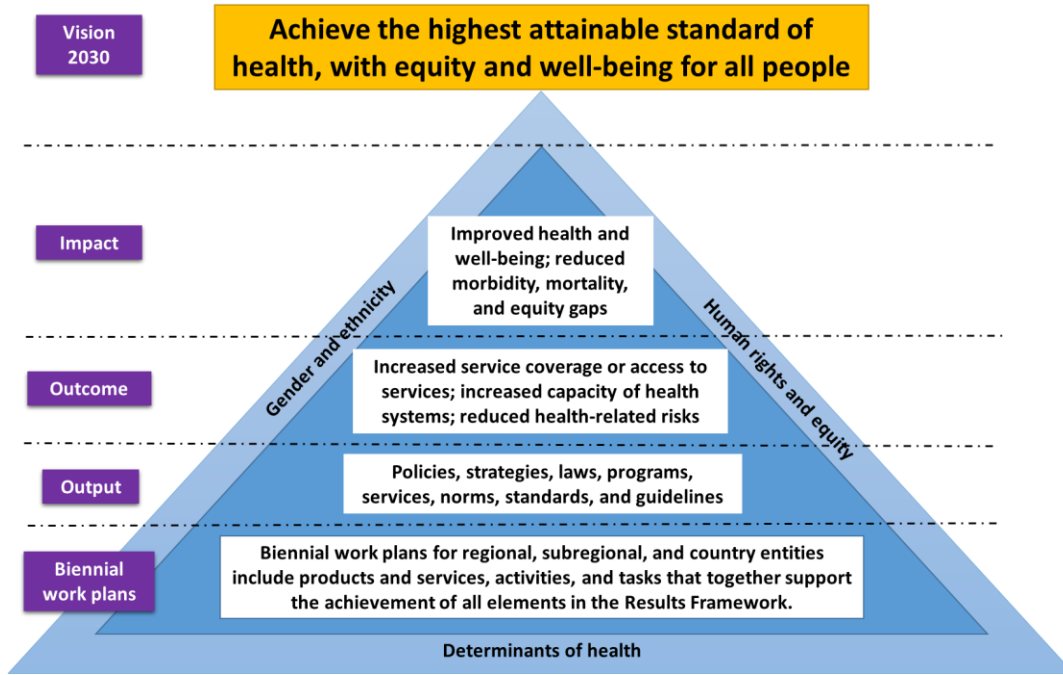 Vision
2030
Achieve the highest attainable standard of
health, with equity and well-being for all people
Impact
Improved health and
well-being; reduced
morbidity, mortality,
and equity gaps
Gender and ethnicity
Human rights and equity
Outcome
Increased service coverage or access to
services; increased capacity of health
systems; reduced health-related risks
Output
Policies, strategies, laws, programs,
services, norms, standards, and guidelines
Biennial
work plans
Biennial work plans for regional, subregional, and country entities
include products and services, activities, and tasks that together support
the achievement of all elements in the Results Framework.
Determinants of health